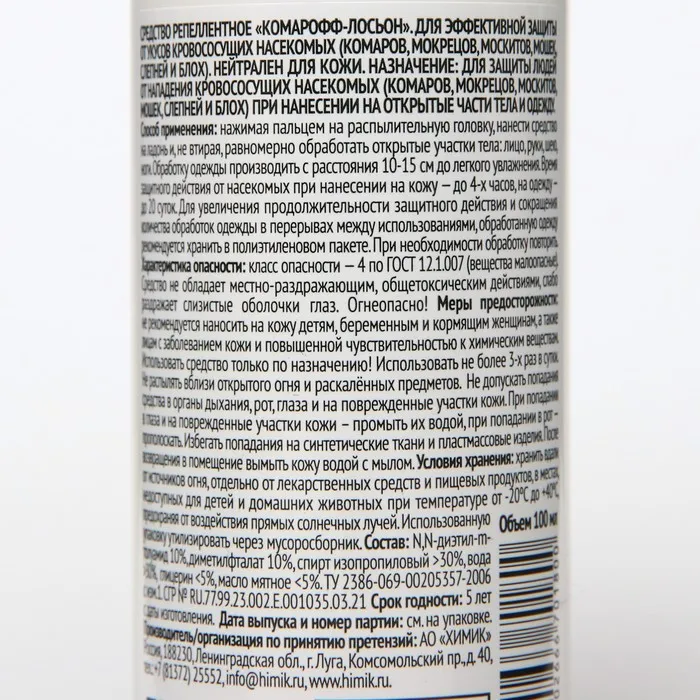 СРЕДСТВО РЕПЕЛЛЕНТНОЕ «КОМАРОФФ-ЛОСЬОН». ДЛЯ ЭФФЕКТИВНОЙ ЗАЩИТЫ
ОТ УКУСОВ КРОВОСОСУЩИХ НАСЕКОМЫХ (КОМАРОВ, МОКРЕЦОВ, МОСКИТОВ, МОШЕК,
СЛЕПНЕЙ И БЛОХ). НЕЙТРАЛЕН ДЛЯ КОЖИ. НАЗНАЧЕНИЕ: ДЛЯ ЗАЩИТЫ ЛЮДЕЙ
ОТ НАПАДЕНИЯ КРОВОСОСУЩИХ НАСЕКОМЫХ (КОМАРОВ, МОКРЕЦОВ, МОСКИТОВ,
МОШЕК, СЛЕПНЕЙ И БЛОХ) ПРИ НАНЕСЕНИИ НА ОТКРЫТЫЕ ЧАСТИ ТЕЛА И ОДЕЖДУ.
Способ применения: нажимая пальцем на распылительную головку, нанести средство
на ладонь и, не втирая, равномерно обработать открытые участки тела: лицо, руки, шею,
ноги. Обработку одежды производить с расстояния 10-15 см до легкого увлажнения. Время
защитного действия от насекомых при нанесении на кожу – до 4-х часов, на одежду –
до 20 суток. Для увеличения продолжительности защитного действия и сокращения
количества обработок одежды в перерывах между использованиями, обработанную одежду
рекомендуется хранить в полиэтиленовом пакете. При необходимости обработку повторить.
Характеристика опасности: класс опасности – 4 по ГОСТ 12.1.007 (вещества малоопасные).
Средство не обладает местно-раздражающим, общетоксическим действиями, слабо
раздражает слизистые оболочки глаз. Огнеопасно! Меры предосторожности:
не рекомендуется наносить на кожу детям, беременным и кормящим женщинам, а также
лицам с заболеванием кожи и повышенной чувствительностью к химическим веществам.
Использовать средство только по назначению! Использовать не более 3-х раз в сутки.
Не распылять вблизи открытого огня и раскалённых предметов. Не допускать попадания
средства в органы дыхания, рот, глаза и на поврежденные участки кожи. При попадании
в глаза и на поврежденные участки кожи – промыть их водой, при попадании в рот –
прополоскать. Избегать попадания на синтетические ткани и пластмассовые изделия. После
возвращения в помещение вымыть кожу водой с мылом. Условия хранения: хранить вдали
от источников огня, отдельно от лекарственных средств и пищевых продуктов, в местах,
недоступных для детей и домашних животных при температуре от -20°С до +40°С,
предохраняя от воздействия прямых солнечных лучей. Использованную
упаковку утилизировать через мусоросборник. Состав: N,N-диэтил-m-
толуамид 10%, диметилфталат 10%, спирт изопропиловый >30%, вода
>30%, глицерин <5%, масло мятное <5%. ТУ 2386-069-00205357-2006
с изм.1. СГР № RU.77.99.23.002.Е.001035.03.21 Срок годности: 5 лет
с даты изготовления. Дата выпуска и номер партии: см. на упаковке.
Производитель/организация по принятию претензий: АО «ХИМИК»
Россия, 188230, Ленинградская обл., г. Луга, Комсомольский пр., д. 40,
тел.: +7 (81372) 25552, info@himik.ru, www.himik.ru.
Объем 100 мл